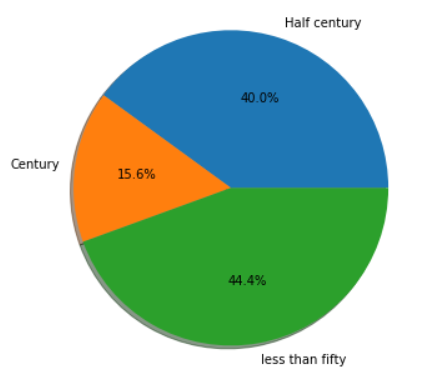 Half century
40.0%
Century
15.6%
44.4%
less than fifty